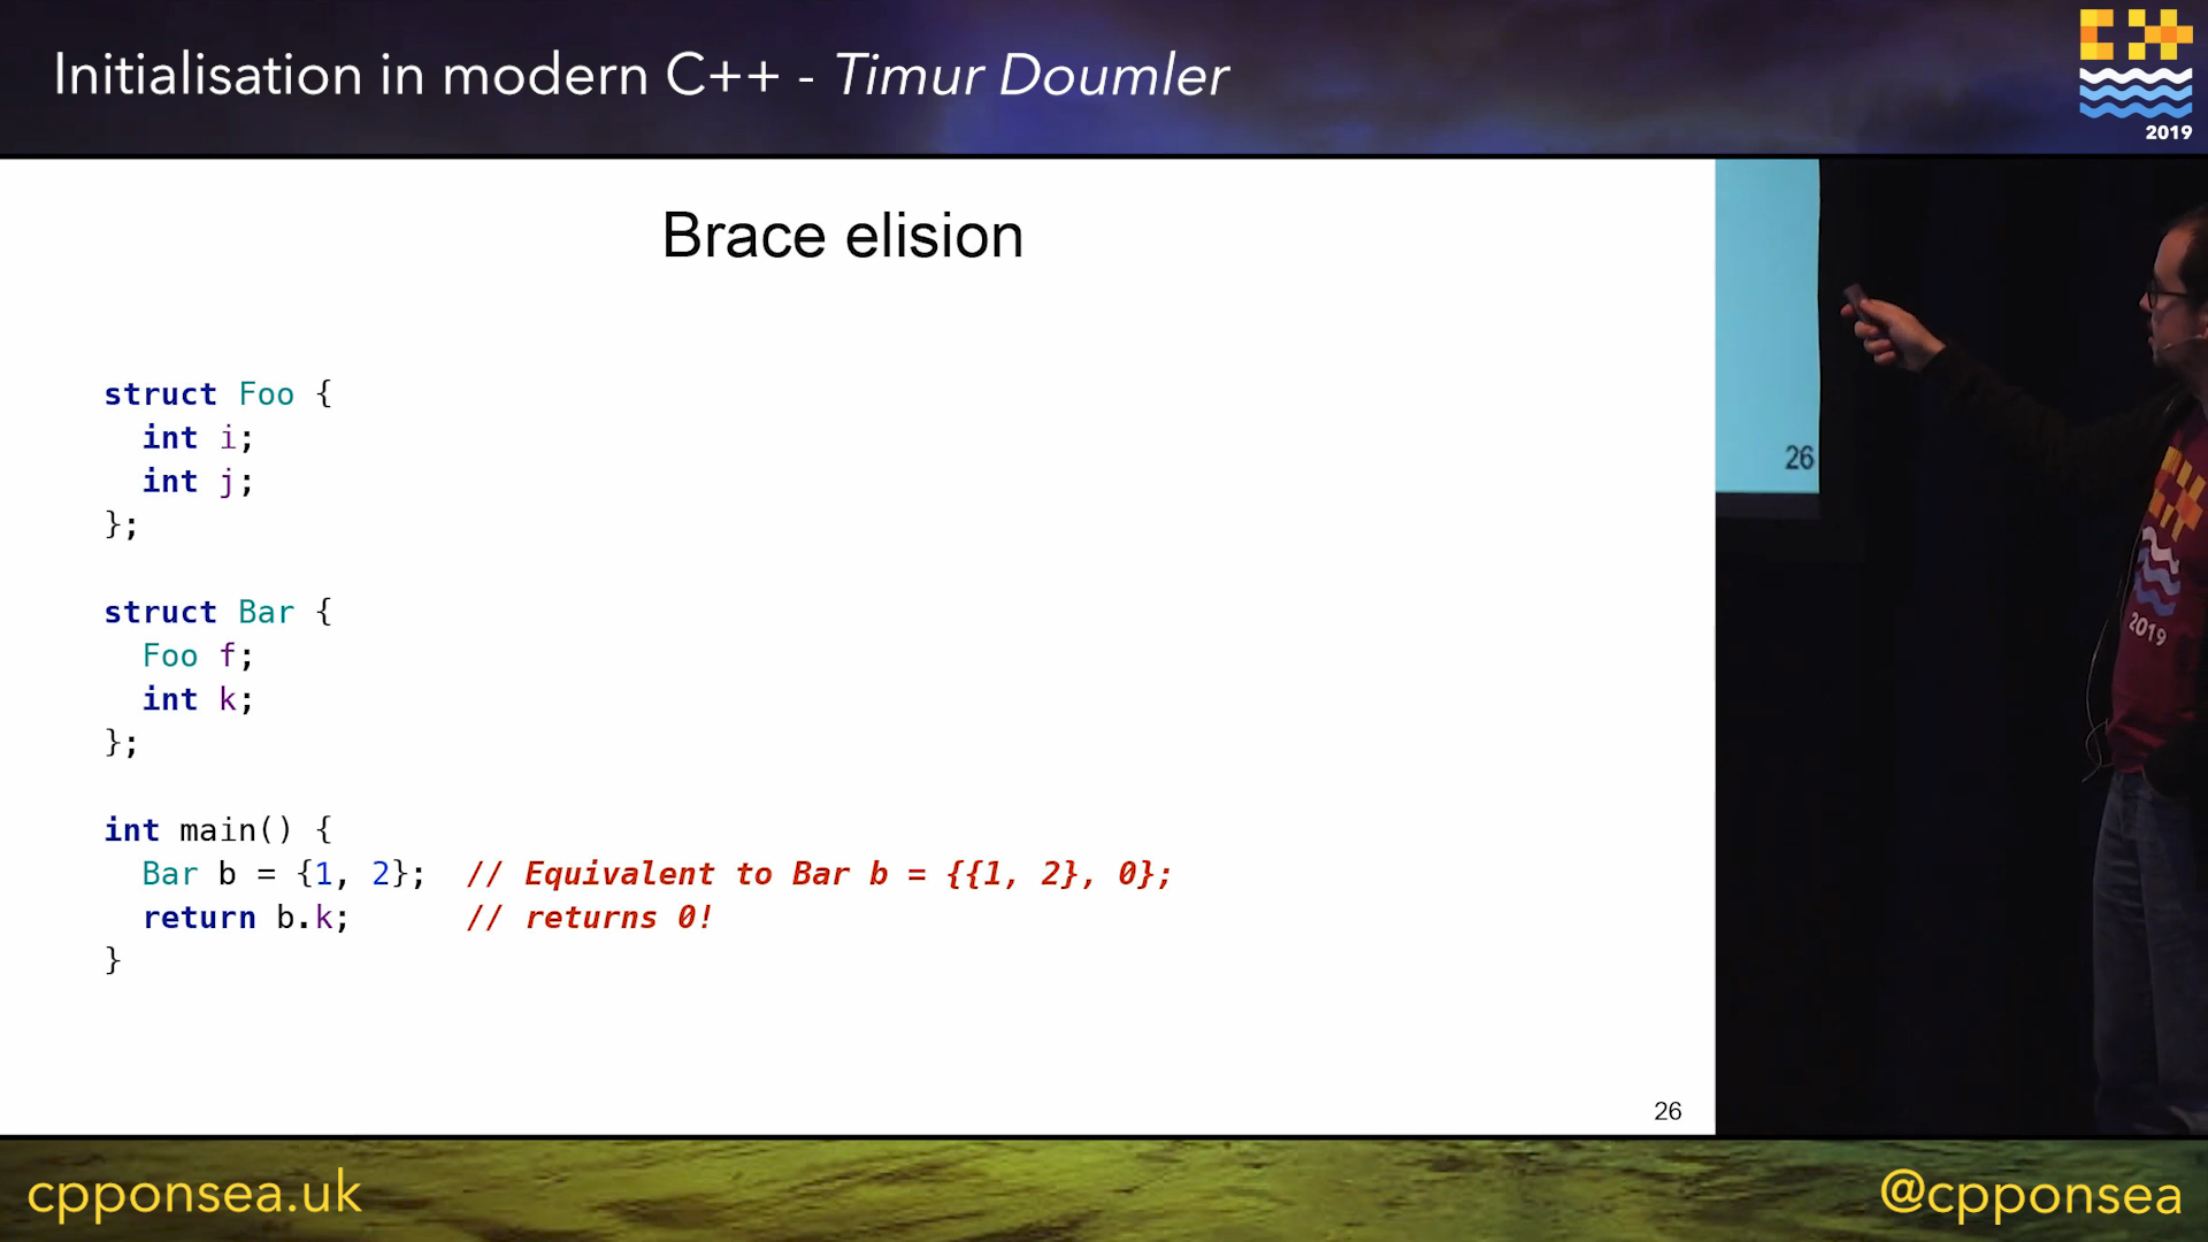 Initialisation in modern C++ - Timur Doumler
2019
Brace elision
struct Foo {
  int i;
  int j;
};
struct Bar {
  Foo f;
  int k;
};
int main() {
  Bar b = {1, 2};  // Equivalent to Bar b = {{1, 2}, 0};
  return b.k;      // returns 0!
}
26
26
2019
cpponsea.uk
@cpponsea